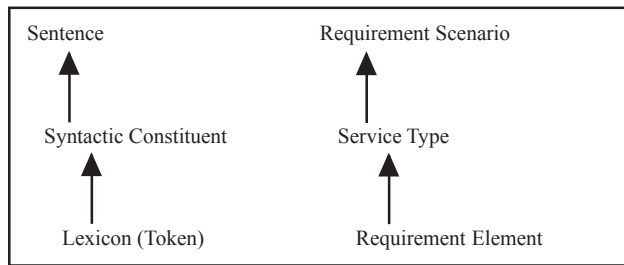 Sentence
Requirement Scenario
Syntactic Constituent
Service Type
Lexicon (Token)
Requirement Element